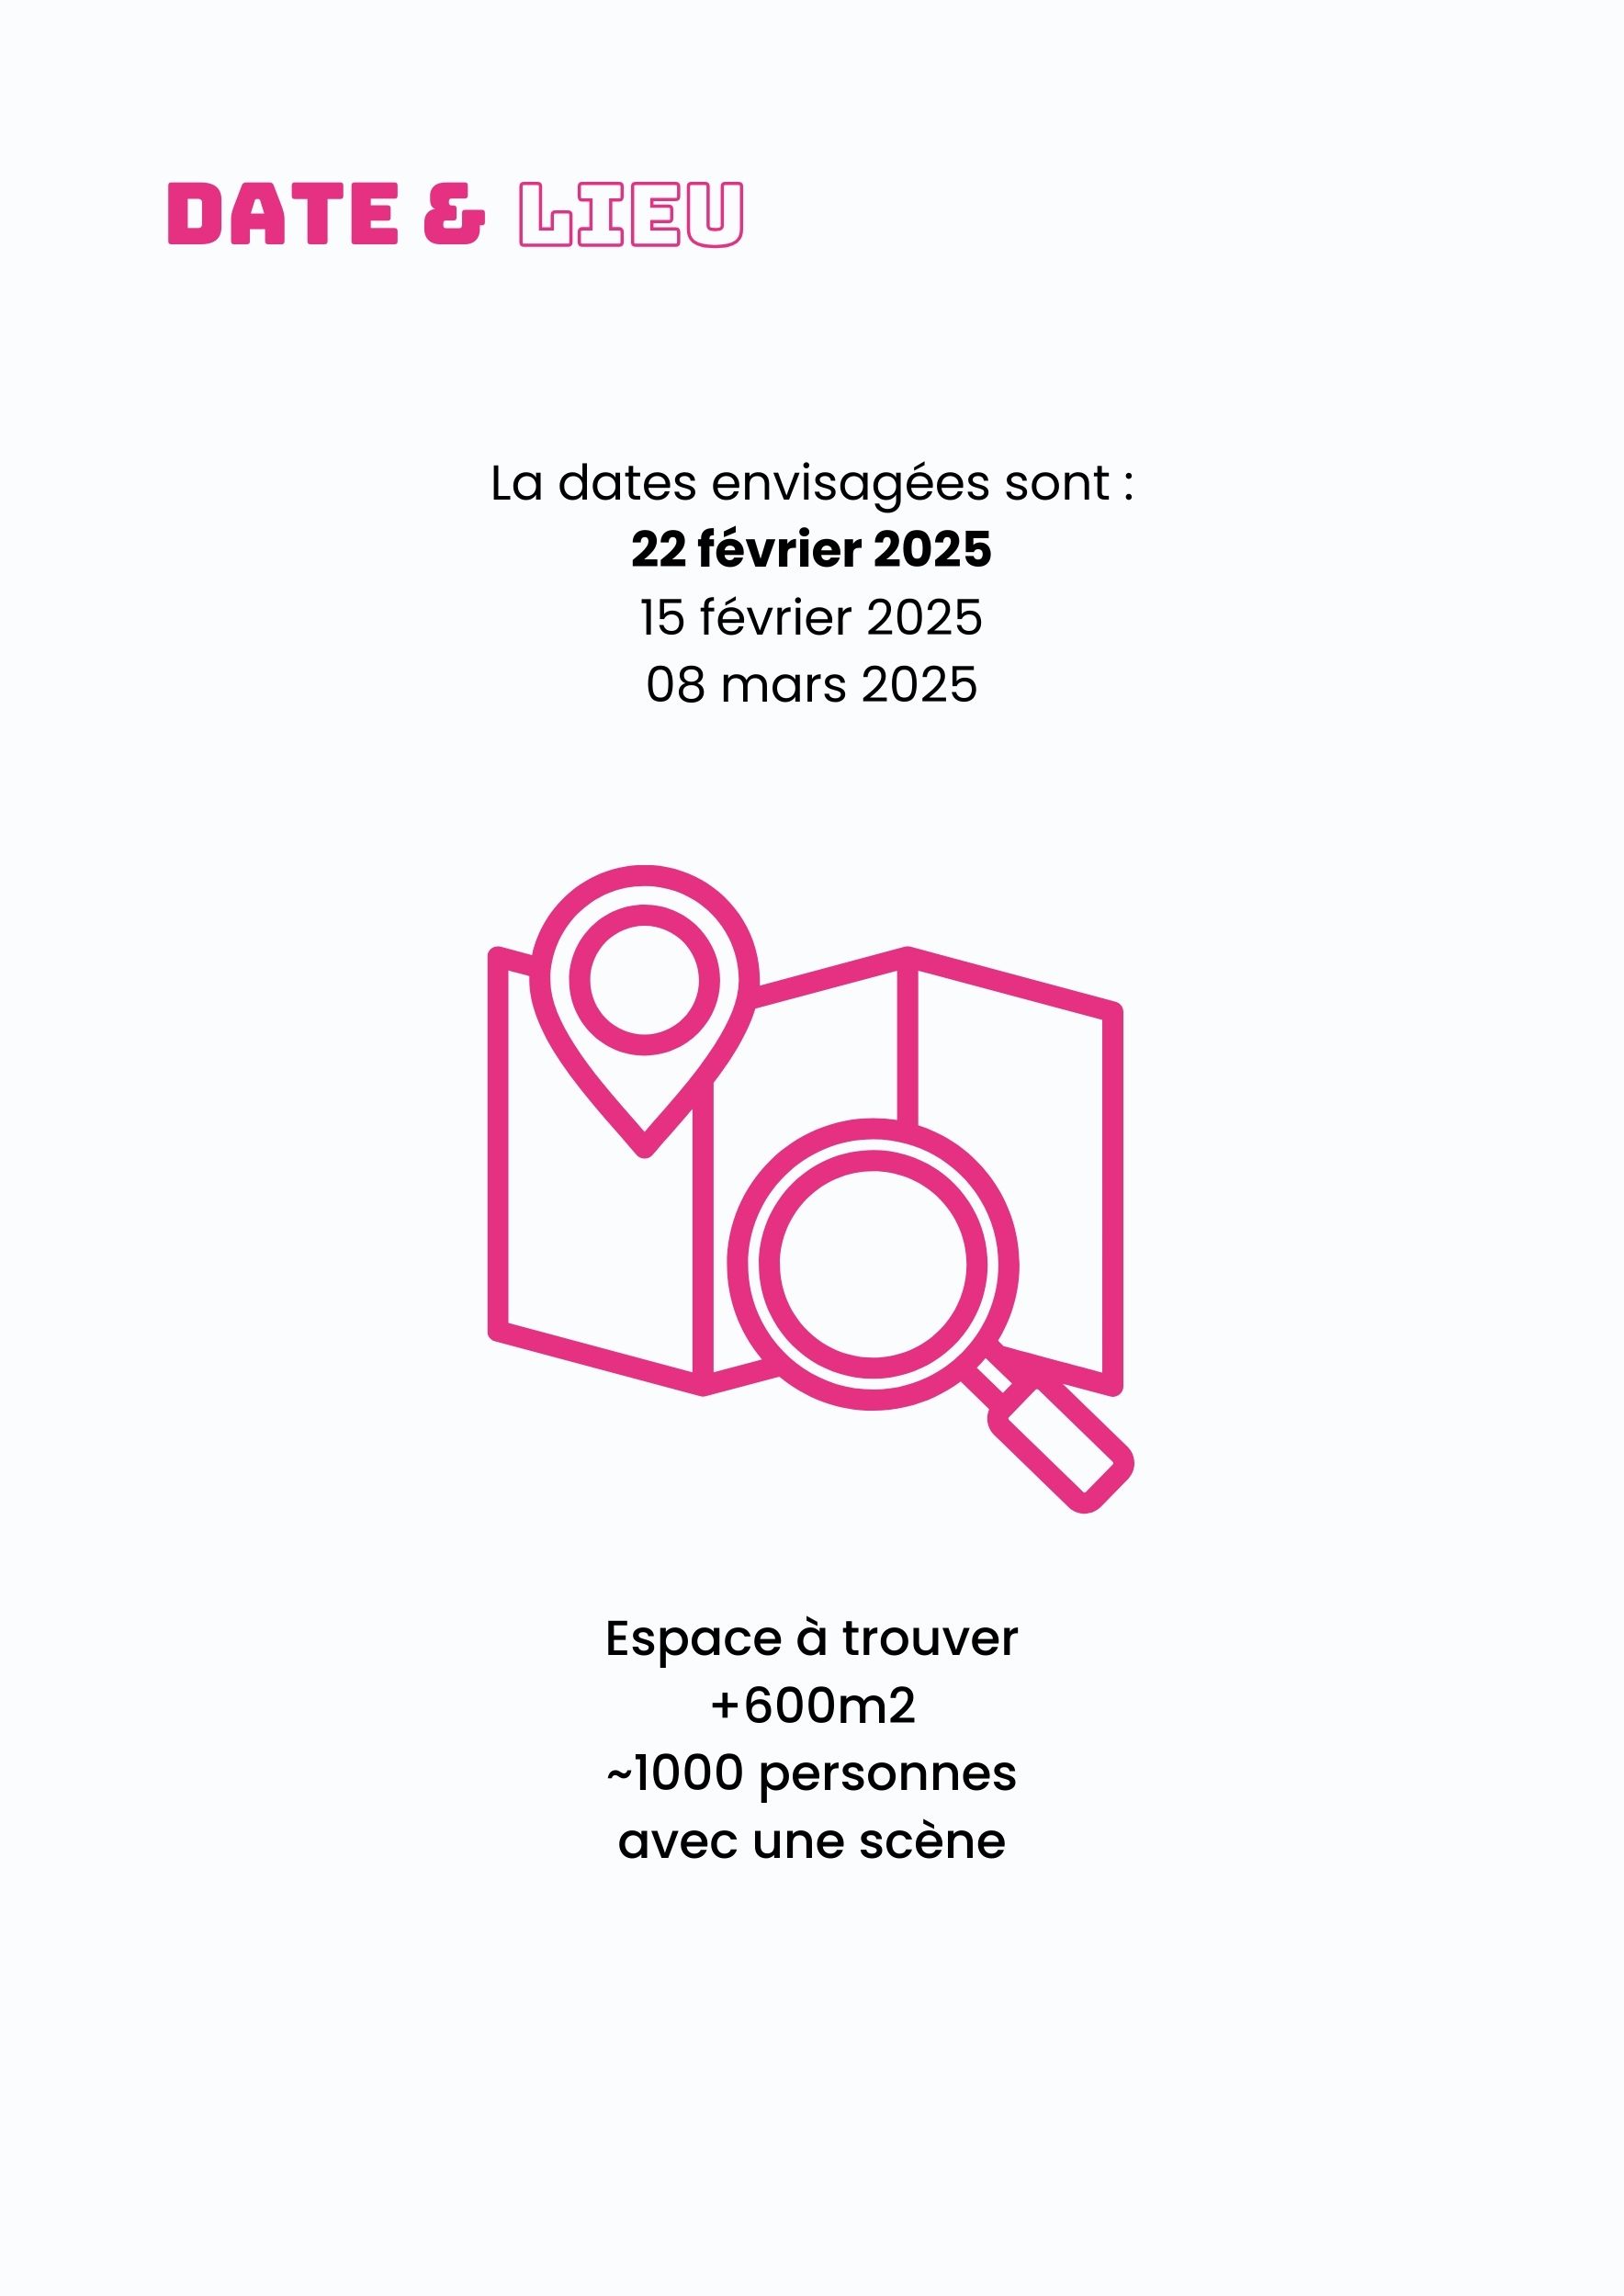 DATE & LIEU
La dates envisagées sont :
22 février 2025
15 février 2025
08 mars 2025
Espace à trouver
+600m2
~1000 personnes
avec une scène